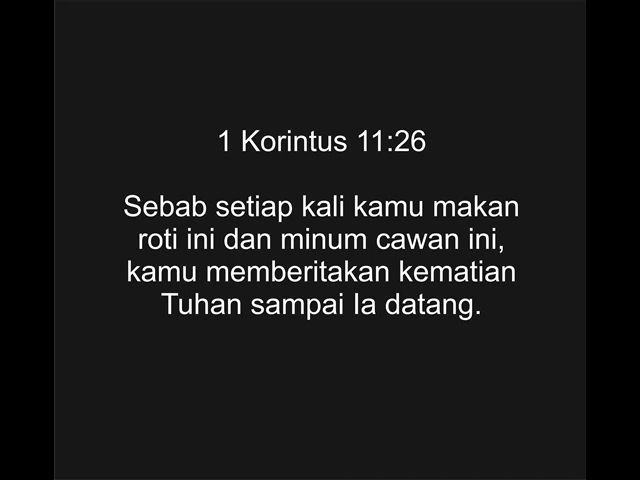 1 Korintus 11:26
Sebab setiap kali kamu makan
roti ini dan minum cawan ini,
kamu memberitakan kematian
Tuhan sampai Ia datang.